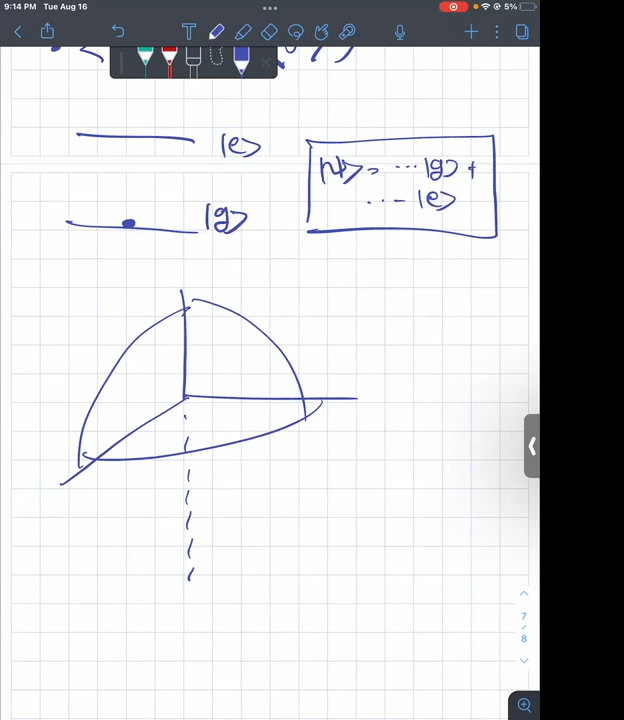 9:14 PM Tue Aug 16
5%
|e⟩
|ψ⟩ = ...|g⟩ +
...|e⟩
|g⟩
7
/
8